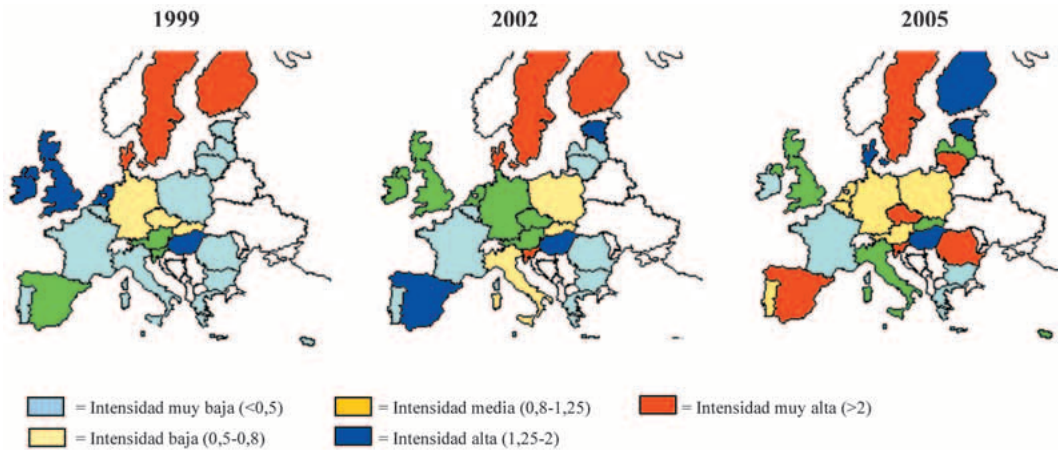 1999 2002 2005
= Intensidad muy baja (<0,5) = Intensidad media (0,8-1,25) = Intensidad muy alta (>2)
= Intensidad baja (0,5-0,8) = Intensidad alta (1,25-2)